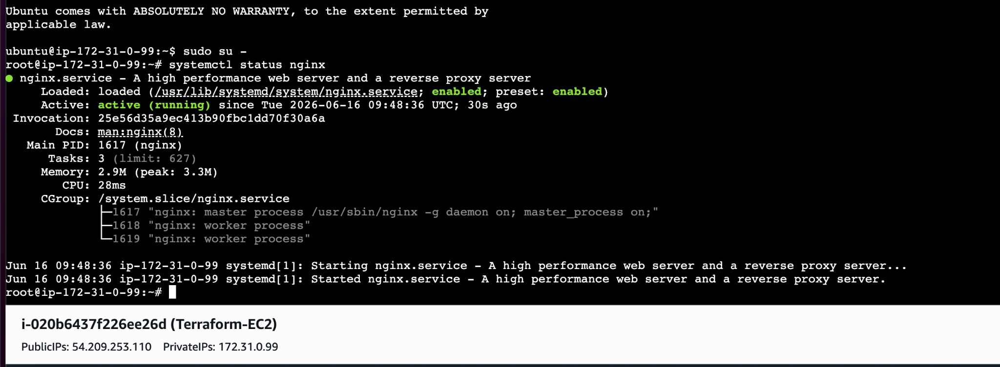 Ubuntu comes with ABSOLUTELY NO WARRANTY, to the extent permitted by
applicable law.
ubuntu@ip-172-31-0-99:~$ sudo su -
root@ip-172-31-0-99:~# systemctl status nginx
● nginx.service - A high performance web server and a reverse proxy server
Loaded: loaded (/usr/lib/systemd/system/nginx.service; enabled; preset: enabled)
Active: active (running) since Tue 2026-06-16 09:48:36 UTC; 30s ago
Invocation: 25e56d35a9ec413b90fbc1dd70f30a6a
Docs: man:nginx(8)
Main PID: 1617 (nginx)
Tasks: 3 (limit: 627)
Memory: 2.9M (peak: 3.3M)
CPU: 28ms
CGroup: /system.slice/nginx.service
├─1617 "nginx: master process /usr/sbin/nginx -g daemon on; master_process on;"
├─1618 "nginx: worker process"
└─1619 "nginx: worker process"
Jun 16 09:48:36 ip-172-31-0-99 systemd[1]: Starting nginx.service - A high performance web server and a reverse proxy server...
Jun 16 09:48:36 ip-172-31-0-99 systemd[1]: Started nginx.service - A high performance web server and a reverse proxy server.
root@ip-172-31-0-99:~#
i-020b6437f226ee26d (Terraform-EC2)
PublicIPs: 54.209.253.110 PrivateIPs: 172.31.0.99